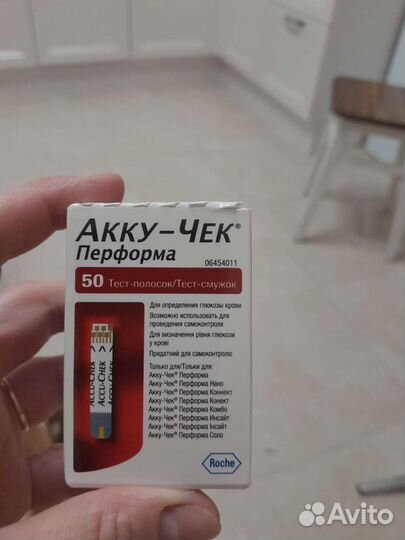 АККУ-ЧЕК®
Перформа
06454011
50 Тест-полосок/Тест-смужок
Для определения глюкозы крови
Возможно использовать для
проведения самоконтроля
Для визначення рівня глюкози
у крові
Придатний для самоконтролю
Только для/Тільки для:
Акку-Чек® Перформа
Акку-Чек® Перформа Нано
Акку-Чек® Перформа Коннект
Акку-Чек® Перформа Конект
Акку-Чек® Перформа Комбо
Акку-Чек® Перформа Инсайт
Акку-Чек® Перформа Інсайт
Акку-Чек® Перформа Соло
ACCU-CHEK
ACCU-CHEK
Roche
Avito